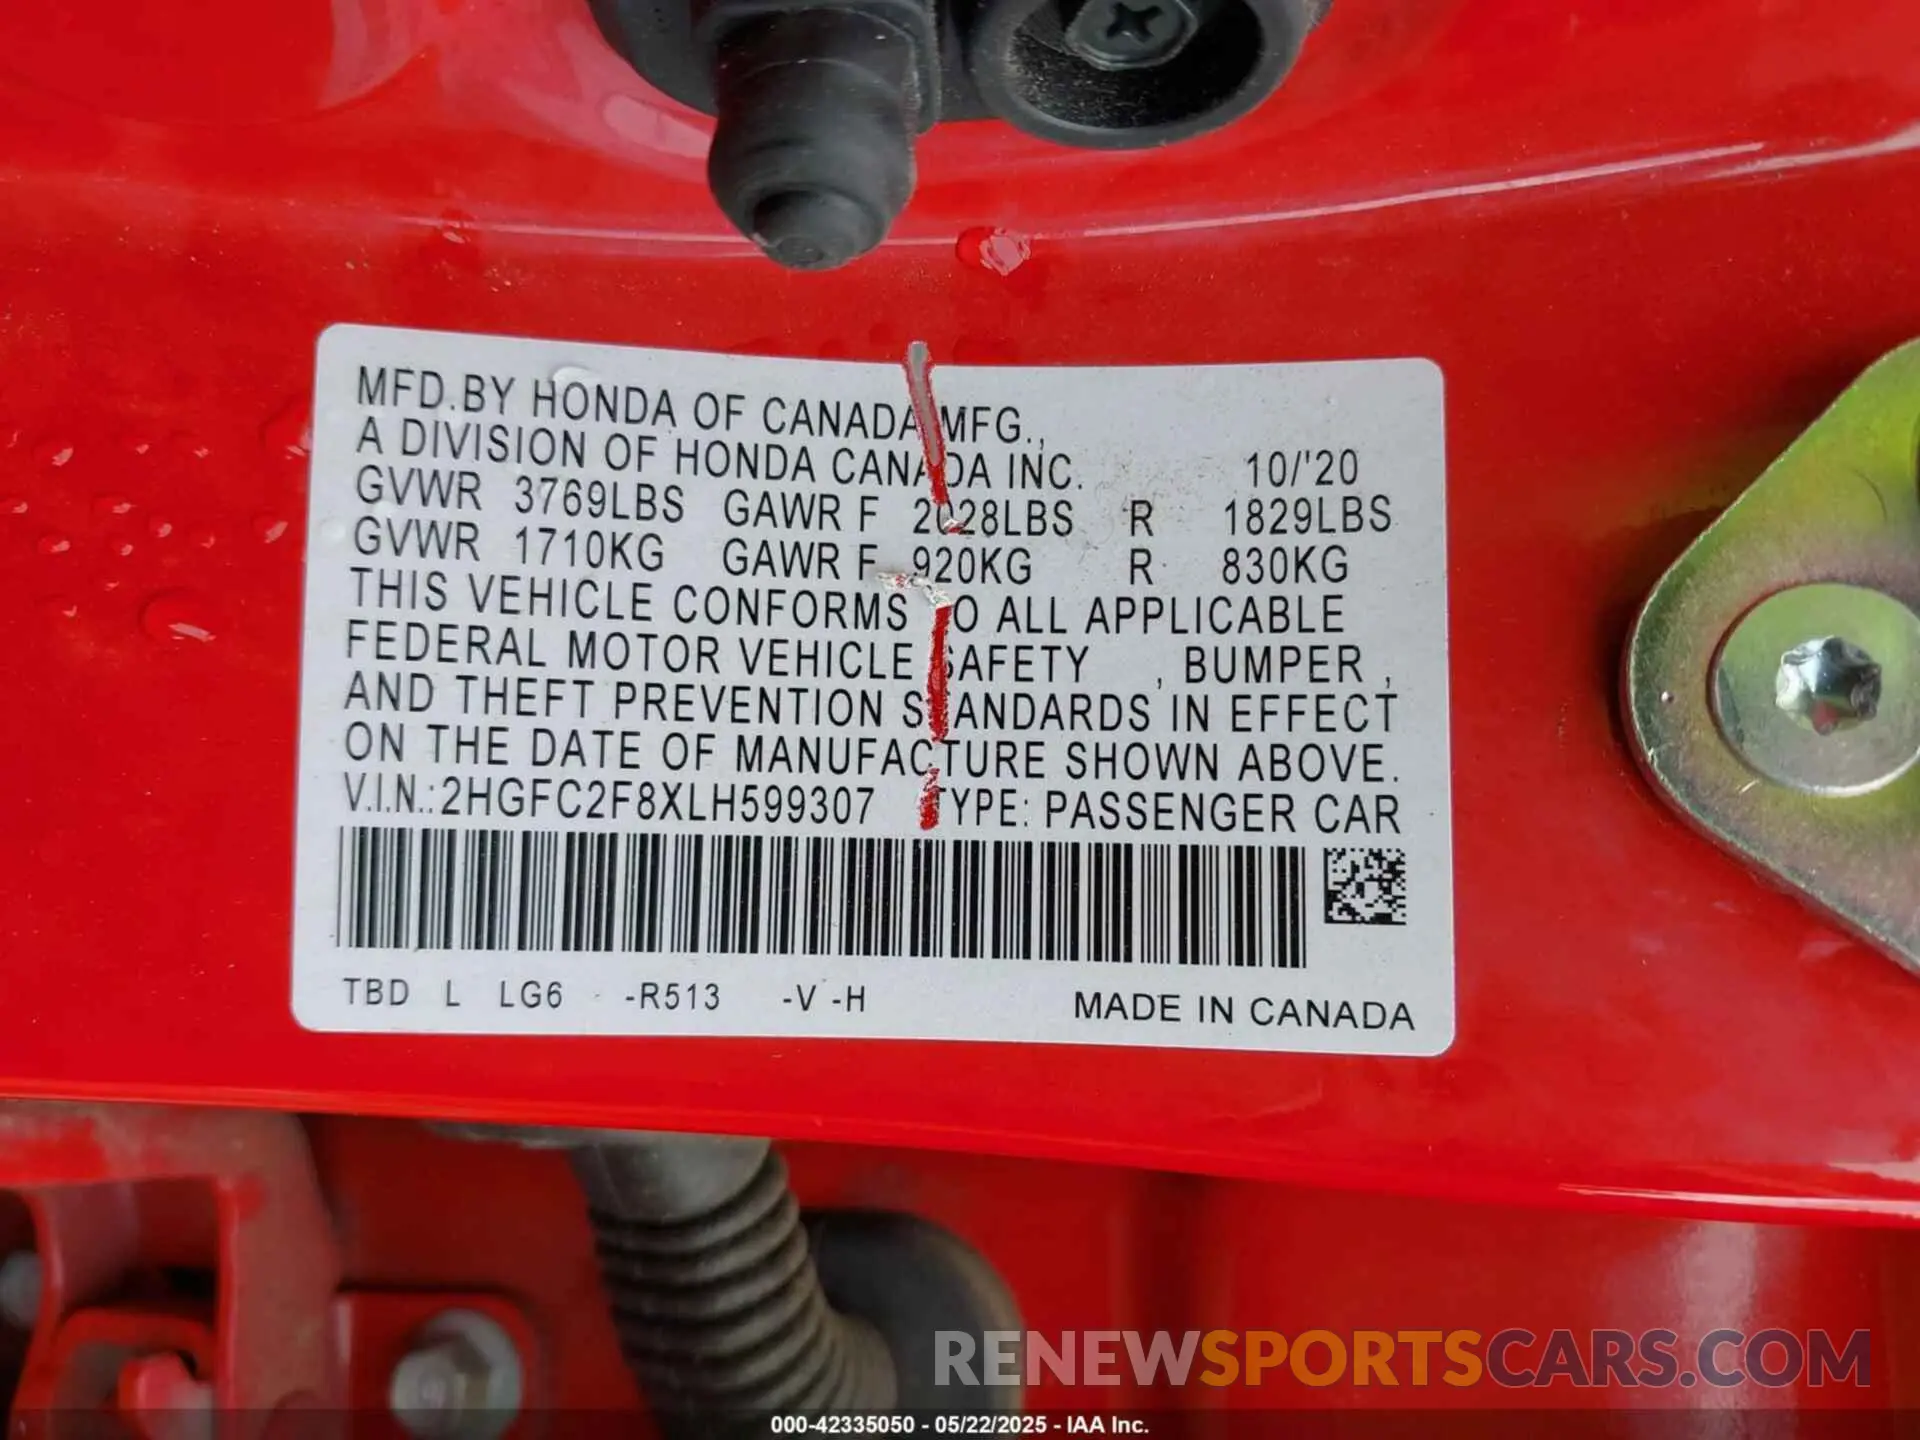 MFD.BY HONDA OF CANADA MFG.,
A DIVISION OF HONDA CANADA INC. 10/'20
GVWR 3769LBS GAWR F 2028LBS R 1829LBS
GVWR 1710KG GAWR F 920KG R 830KG
THIS VEHICLE CONFORMS TO ALL APPLICABLE
FEDERAL MOTOR VEHICLE SAFETY , BUMPER ,
AND THEFT PREVENTION STANDARDS IN EFFECT
ON THE DATE OF MANUFACTURE SHOWN ABOVE.
V.I.N.:2HGFC2F8XLH599307 TYPE: PASSENGER CAR
TBD L LG6 -R513 -V -H MADE IN CANADA
RENEWSPORTSCARS.COM
000-42335050 - 05/22/2025 - IAA Inc.